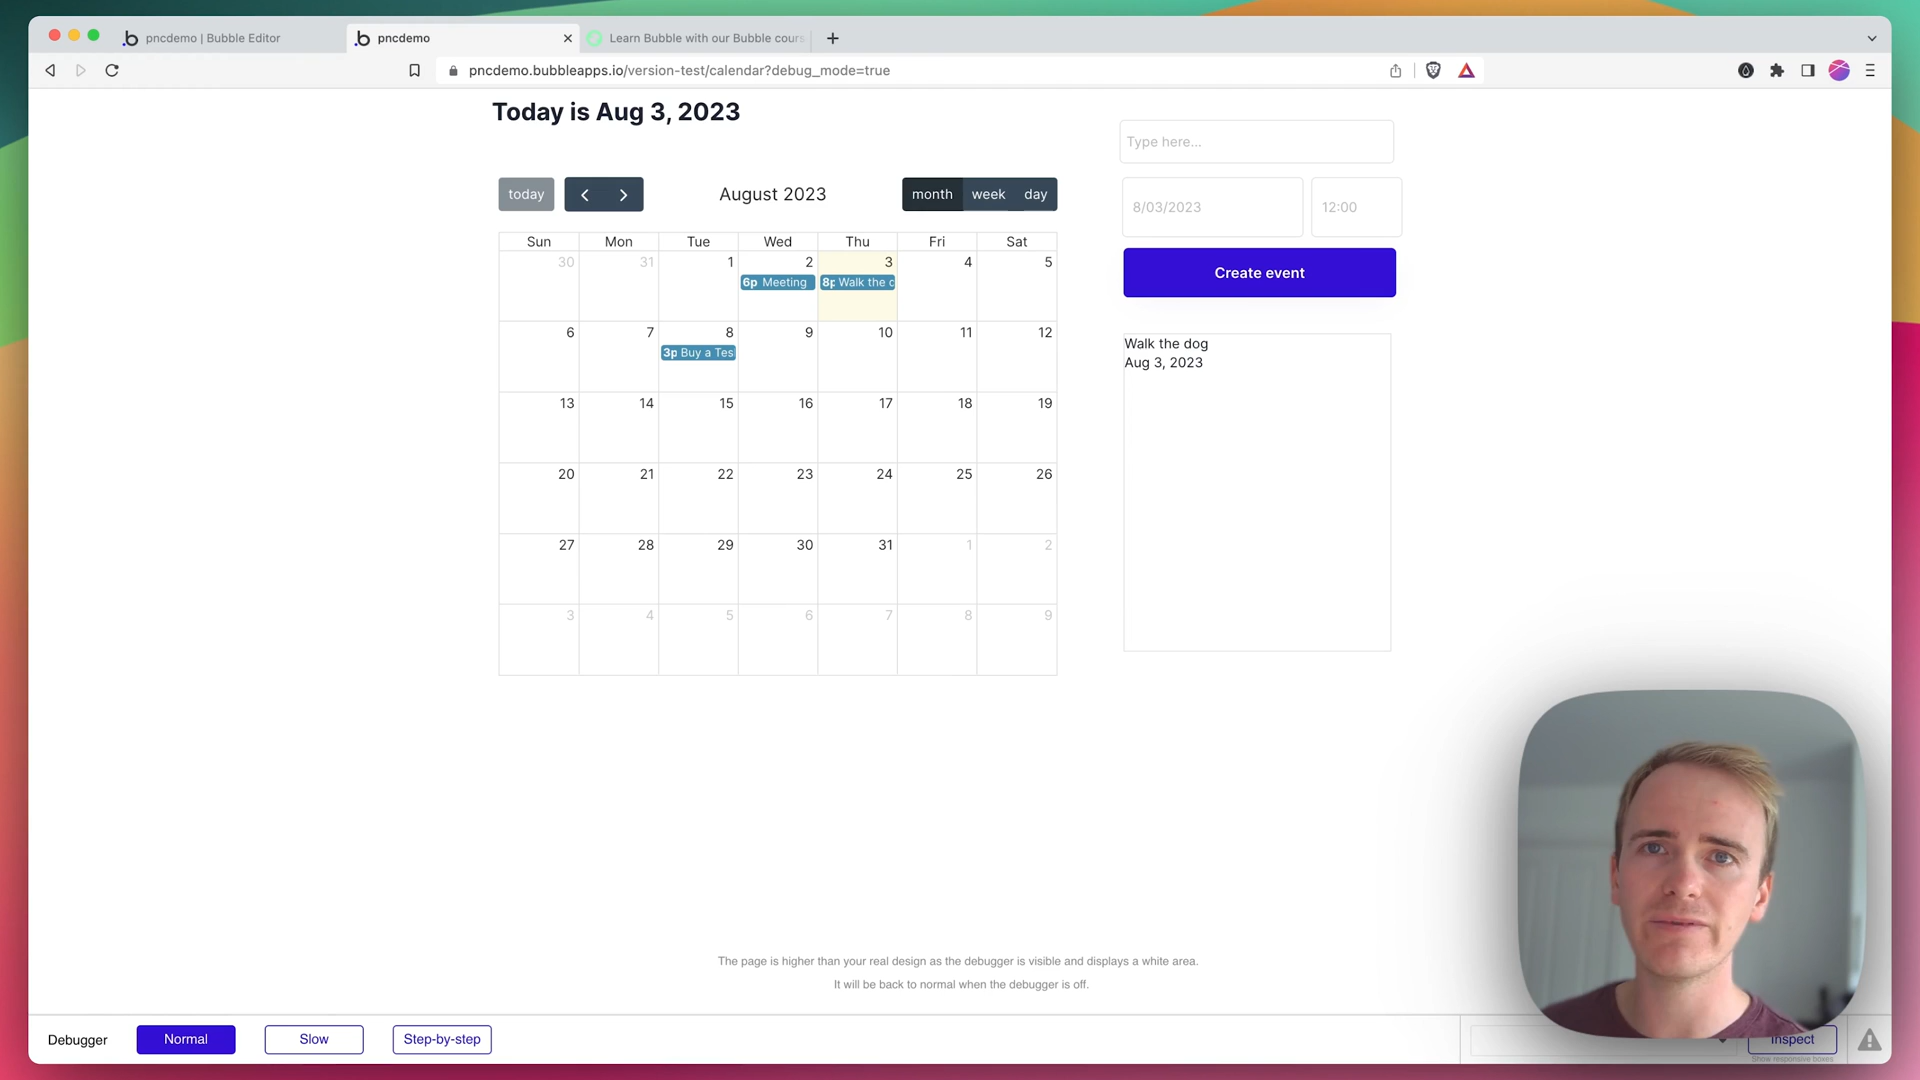 pncdemo | Bubble Editor
pncdemo
Learn Bubble with our Bubble cours
pncdemo.bubbleapps.io/version-test/calendar?debug_mode=true
Today is Aug 3, 2023
Type here...
today
August 2023
month week day
8/03/2023
12:00
Create event
Sun Mon Tue Wed Thu Fri Sat
30 31 1 2 3 4 5
6p Meeting
8p Walk the d
6 7 8 9 10 11 12
3p Buy a Tes
13 14 15 16 17 18 19
20 21 22 23 24 25 26
27 28 29 30 31 1 2
3 4 5 6 7 8 9
Walk the dog
Aug 3, 2023
The page is higher than your real design as the debugger is visible and displays a white area.
It will be back to normal when the debugger is off.
Debugger
Normal
Slow
Step-by-step
Inspect
Show responsive boxes